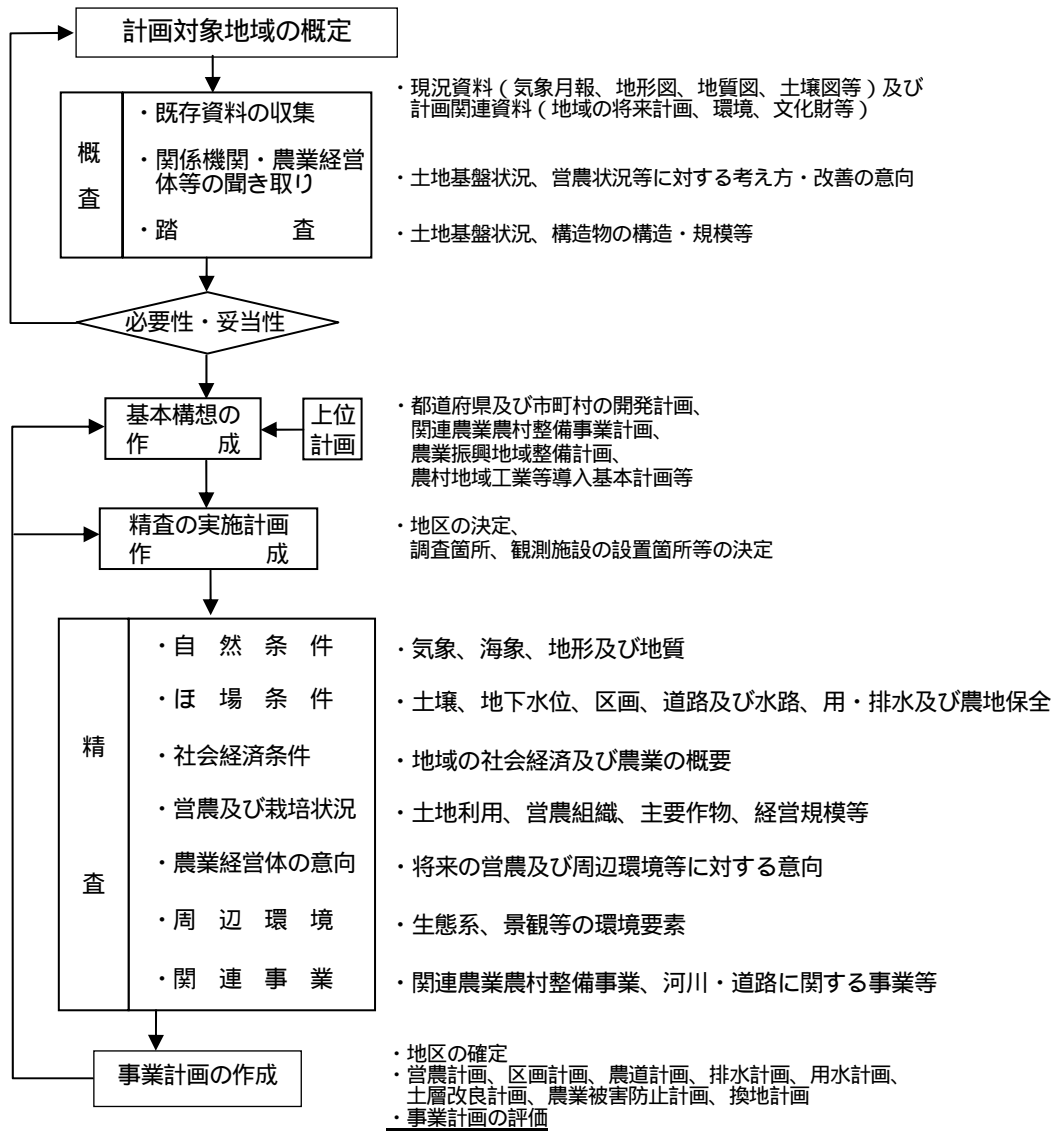 計画対象地域の概定
・現況資料（気象月報、地形図、地質図、土壌図等）及び
計画関連資料（地域の将来計画、環境、文化財等）
概
査
・既存資料の収集
・関係機関・農業経営
体等の聞き取り
・土地基盤状況、営農状況等に対する考え方・改善の意向
・踏　　　査
・土地基盤状況、構造物の構造・規模等
必要性・妥当性
基本構想の
作　　　成
上位
計画
・都道府県及び市町村の開発計画、
関連農業農村整備事業計画、
農業振興地域整備計画、
農村地域工業等導入基本計画等
精査の実施計画
作　　　　　成
・地区の決定、
調査箇所、観測施設の設置箇所等の決定
精
査
・自　然　条　件
・気象、海象、地形及び地質
・ほ　場　条　件
・土壌、地下水位、区画、道路及び水路、用・排水及び農地保全
・社会経済条件
・地域の社会経済及び農業の概要
・営農及び栽培状況
・土地利用、営農組織、主要作物、経営規模等
・農業経営体の意向
・将来の営農及び周辺環境等に対する意向
・周　辺　環　境
・生態系、景観等の環境要素
・関　連　事　業
・関連農業農村整備事業、河川・道路に関する事業等
事業計画の作成
・地区の確定
・営農計画、区画計画、農道計画、排水計画、用水計画、
土層改良計画、農業被害防止計画、換地計画
・事業計画の評価